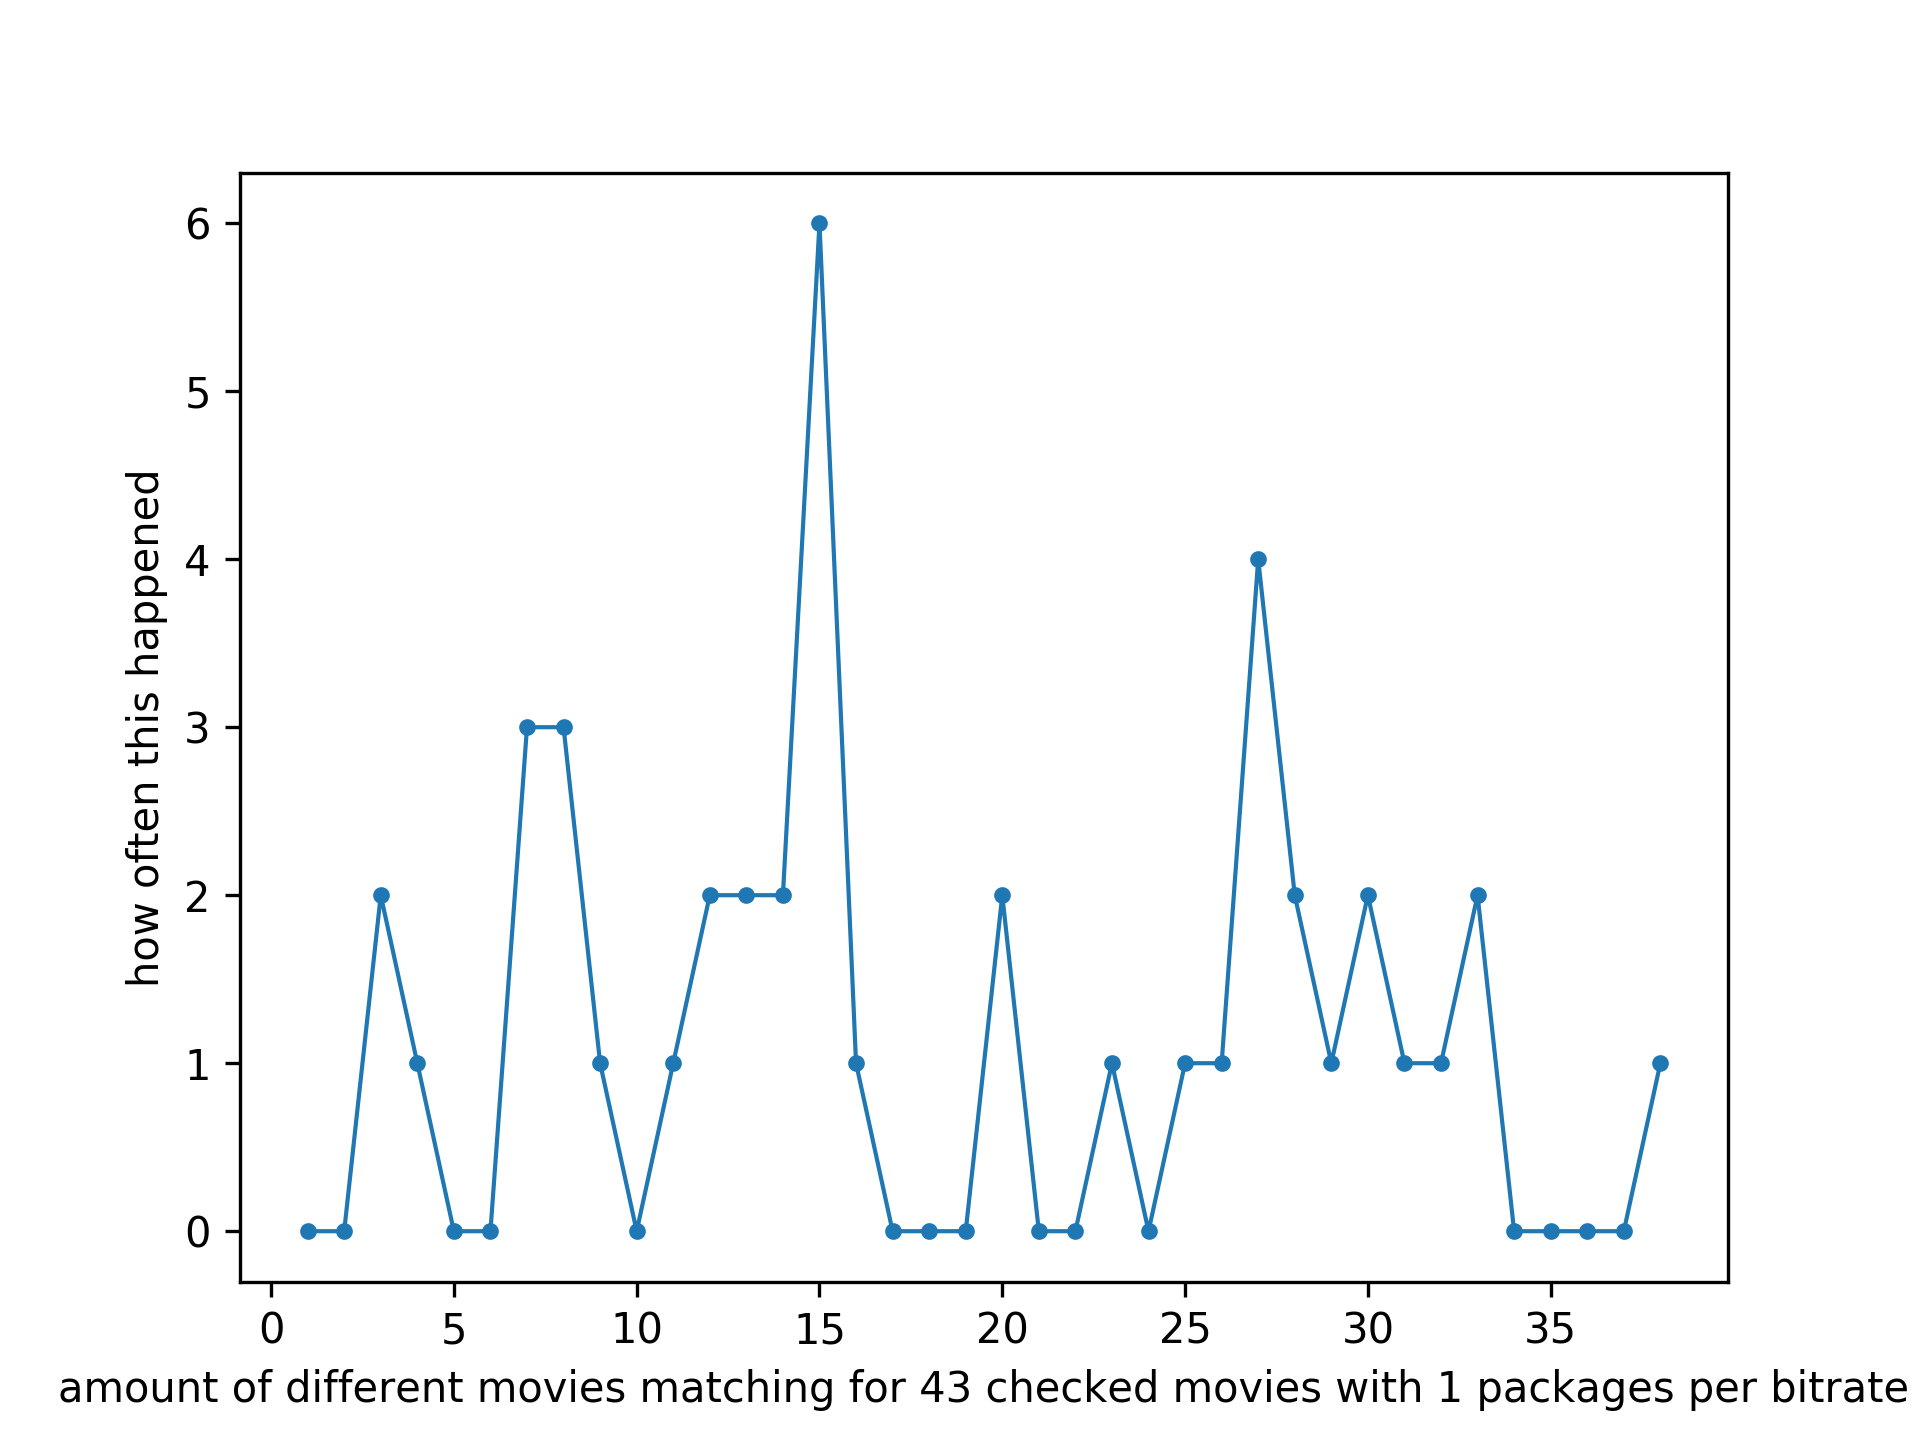 6
5
4
3
2
1
0
how often this happened
0 5 10 15 20 25 30 35
amount of different movies matching for 43 checked movies with 1 packages per bitrate